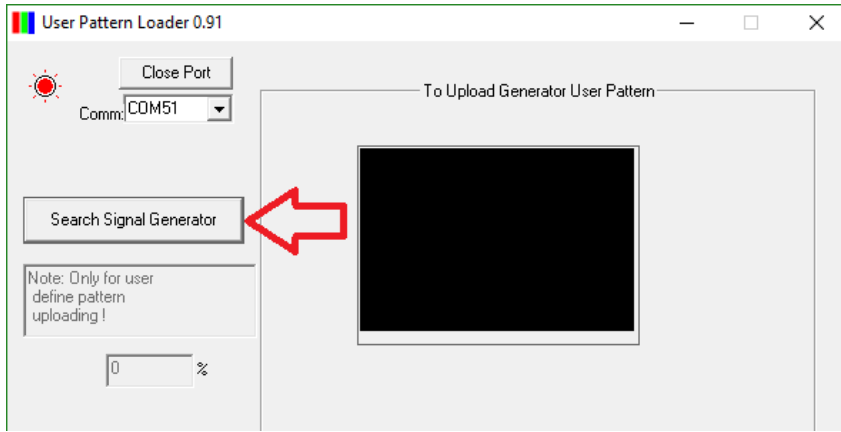 User Pattern Loader 0.91
Close Port
Comm: COM51
To Upload Generator User Pattern
Search Signal Generator
Note: Only for user
define pattern
uploading !
0 %